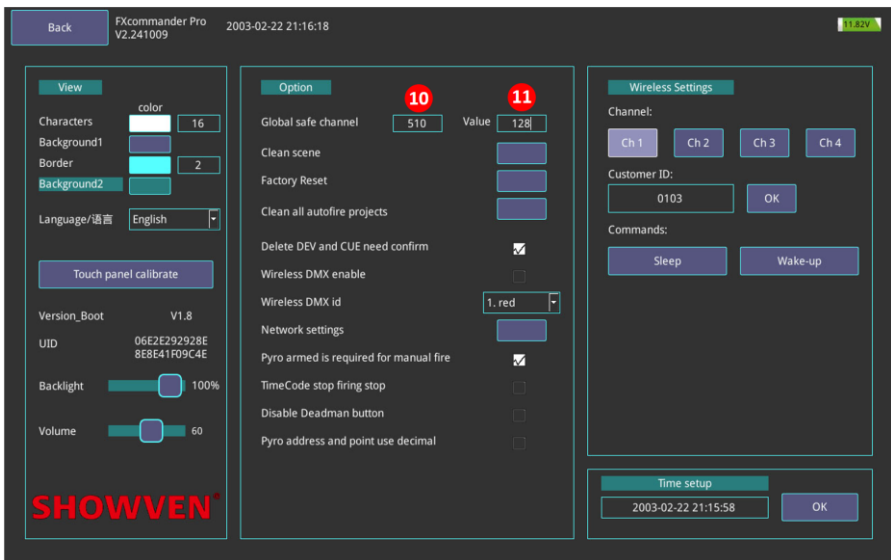 Back
FXcommander Pro
V2.241009
2003-02-22 21:16:18
11.82V
View
color
Characters 16
Background1
Border 2
Background2
Language/语言 English
Touch panel calibrate
Version_Boot V1.8
UID 06E2E292928E
8E8E41F09C4E
Backlight 100%
Volume 60
SHOWVEN®
Option
10 11
Global safe channel 510 Value 128
Clean scene
Factory Reset
Clean all autofire projects
Delete DEV and CUE need confirm
Wireless DMX enable
Wireless DMX id 1. red
Network settings
Pyro armed is required for manual fire
TimeCode stop firing stop
Disable Deadman button
Pyro address and point use decimal
Wireless Settings
Channel:
Ch 1 Ch 2 Ch 3 Ch 4
Customer ID:
0103 OK
Commands:
Sleep Wake-up
Time setup
2003-02-22 21:15:58 OK